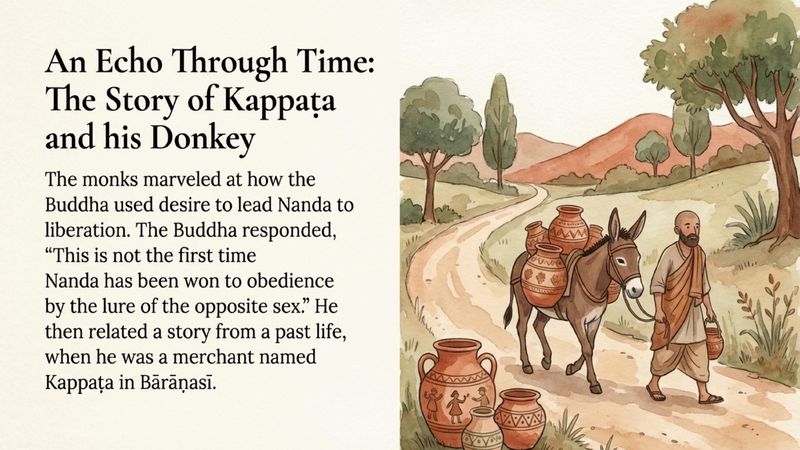 An Echo Through Time:
The Story of Kappaṭa
and his Donkey
The monks marveled at how the
Buddha used desire to lead Nanda to
liberation. The Buddha responded,
“This is not the first time
Nanda has been won to obedience
by the lure of the opposite sex.” He
then related a story from a past life,
when he was a merchant named
Kappaṭa in Bārāṇasī.